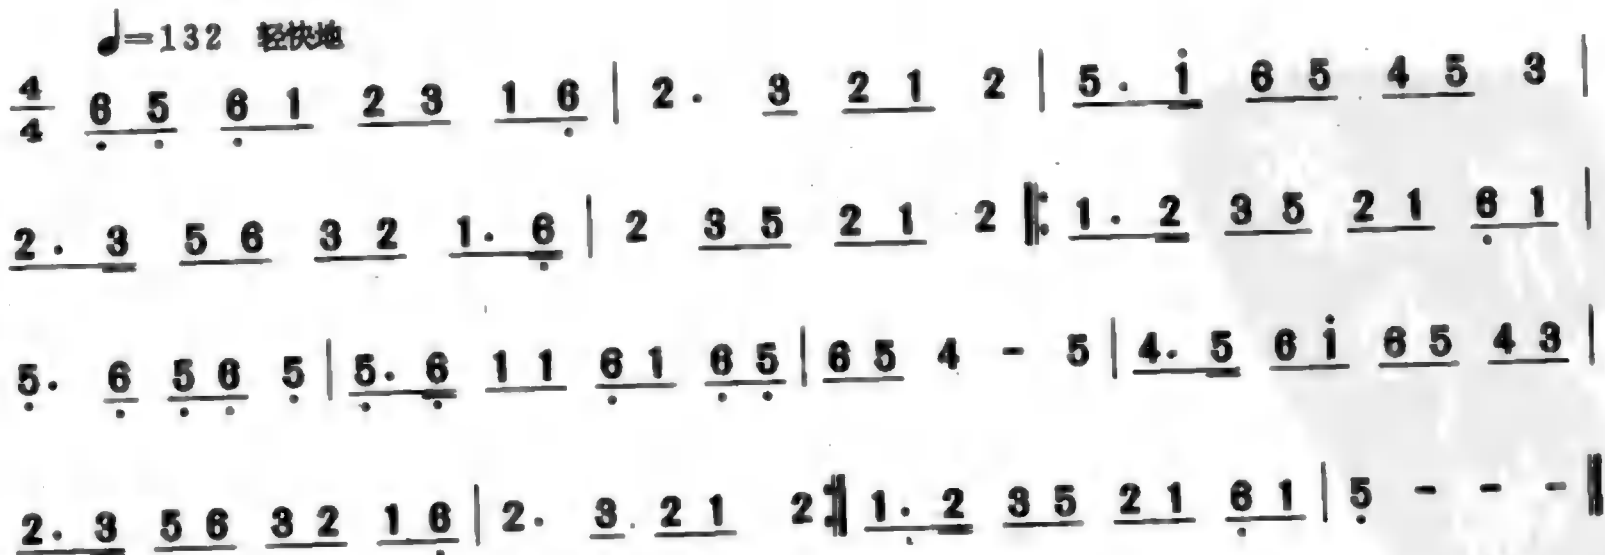 ♩=132 轻快地
4/4 6̣ 5̣ 6̣ 1 2 3 1 6̣ | 2· 3 2 1 2 | 5· i̇ 6 5 4 5 3 |
2· 3 5 6 3 2 1· 6̣ | 2 3 5 2 1 2 ‖: 1· 2 3 5 2 1 6̣ 1 |
5̣· 6̣ 5̣ 6̣ 5̣ | 5̣· 6̣ 1 1 6̣ 1 6̣ 5̣ | 6 5 4 - 5 | 4· 5 6 i̇ 6 5 4 3 |
2· 3 5 6 3 2 1 6̣ | 2· 3 2 1 2 :‖ 1· 2 3 5 2 1 6̣ 1 | 5̣ - - - ‖